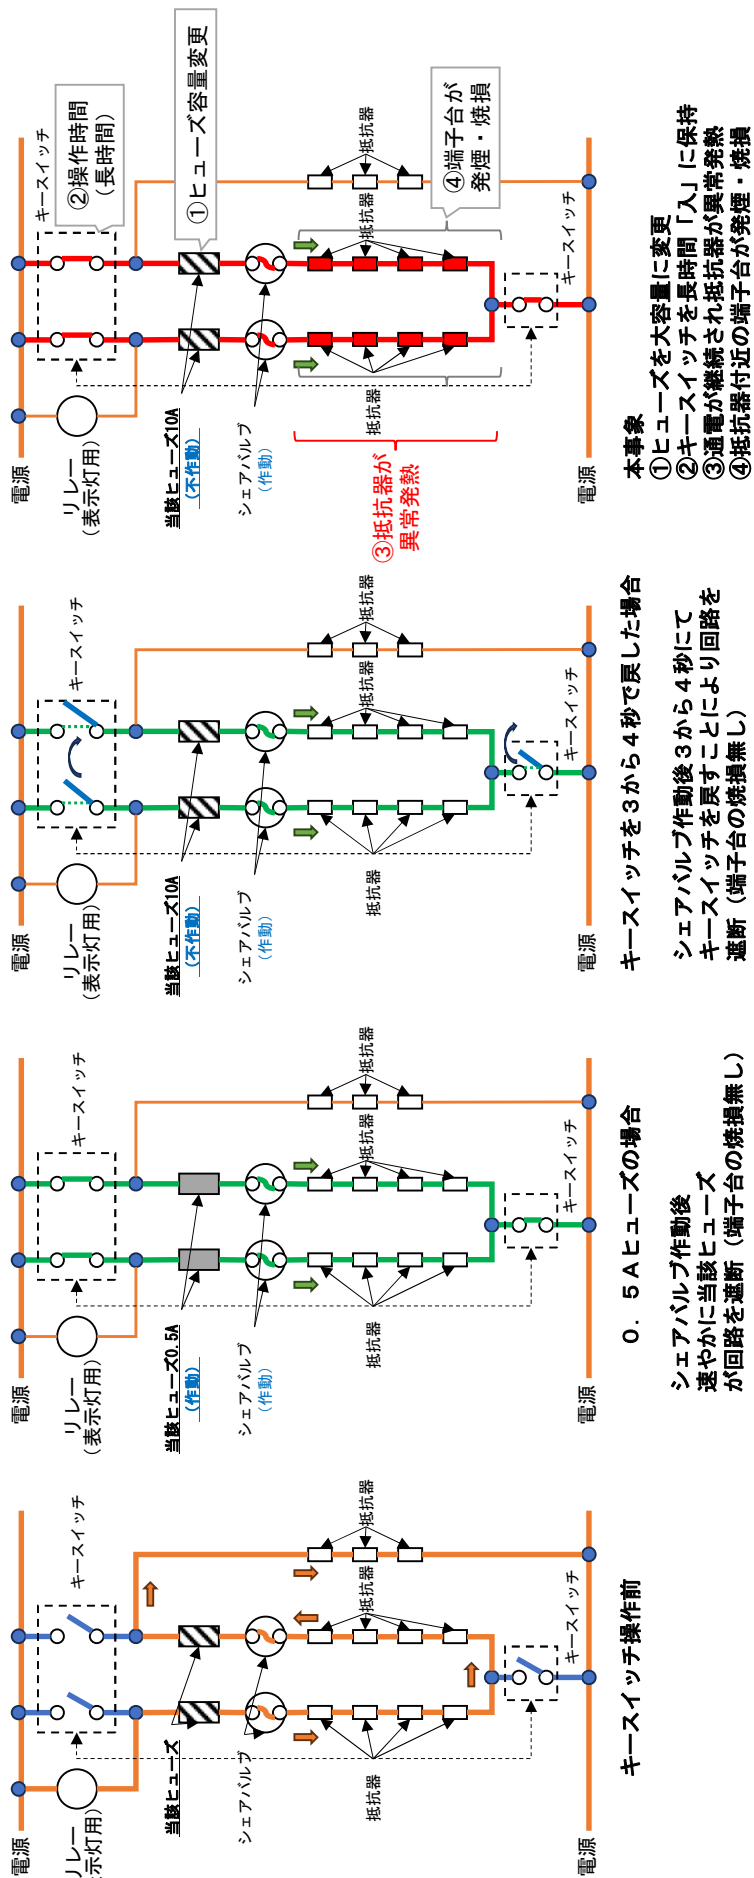 電源
リレー
表示灯用）
キースイッチ
当該ヒューズ
シェアバルブ
抵抗器
抵抗器
抵抗器
キースイッチ
電源
キースイッチ操作前
電源
リレー
（表示灯用）
キースイッチ
当該ヒューズ0.5A
（作動）
シェアバルブ
（作動）
抵抗器
抵抗器
抵抗器
キースイッチ
電源
０．５Ａヒューズの場合
シェアバルブ作動後
速やかに当該ヒューズ
が回路を遮断（端子台の焼損無し）
電源
リレー
（表示灯用）
キースイッチ
当該ヒューズ10A
（不作動）
シェアバルブ
（作動）
抵抗器
抵抗器
抵抗器
キースイッチ
電源
キースイッチを３から４秒で戻した場合
シェアバルブ作動後３から４秒にて
キースイッチを戻すことにより回路を
遮断（端子台の焼損無し）
電源
リレー
（表示灯用）
キースイッチ
②操作時間
（長時間）
①ヒューズ容量変更
当該ヒューズ10A
（不作動）
シェアバルブ
（作動）
抵抗器
抵抗器
抵抗器
③抵抗器が
異常発熱
④端子台が
発煙・焼損
キースイッチ
電源
本事象
①ヒューズを大容量に変更
②キースイッチを長時間「入」に保持
③通電が継続され抵抗器が異常発熱
④抵抗器付近の端子台が発煙・焼損